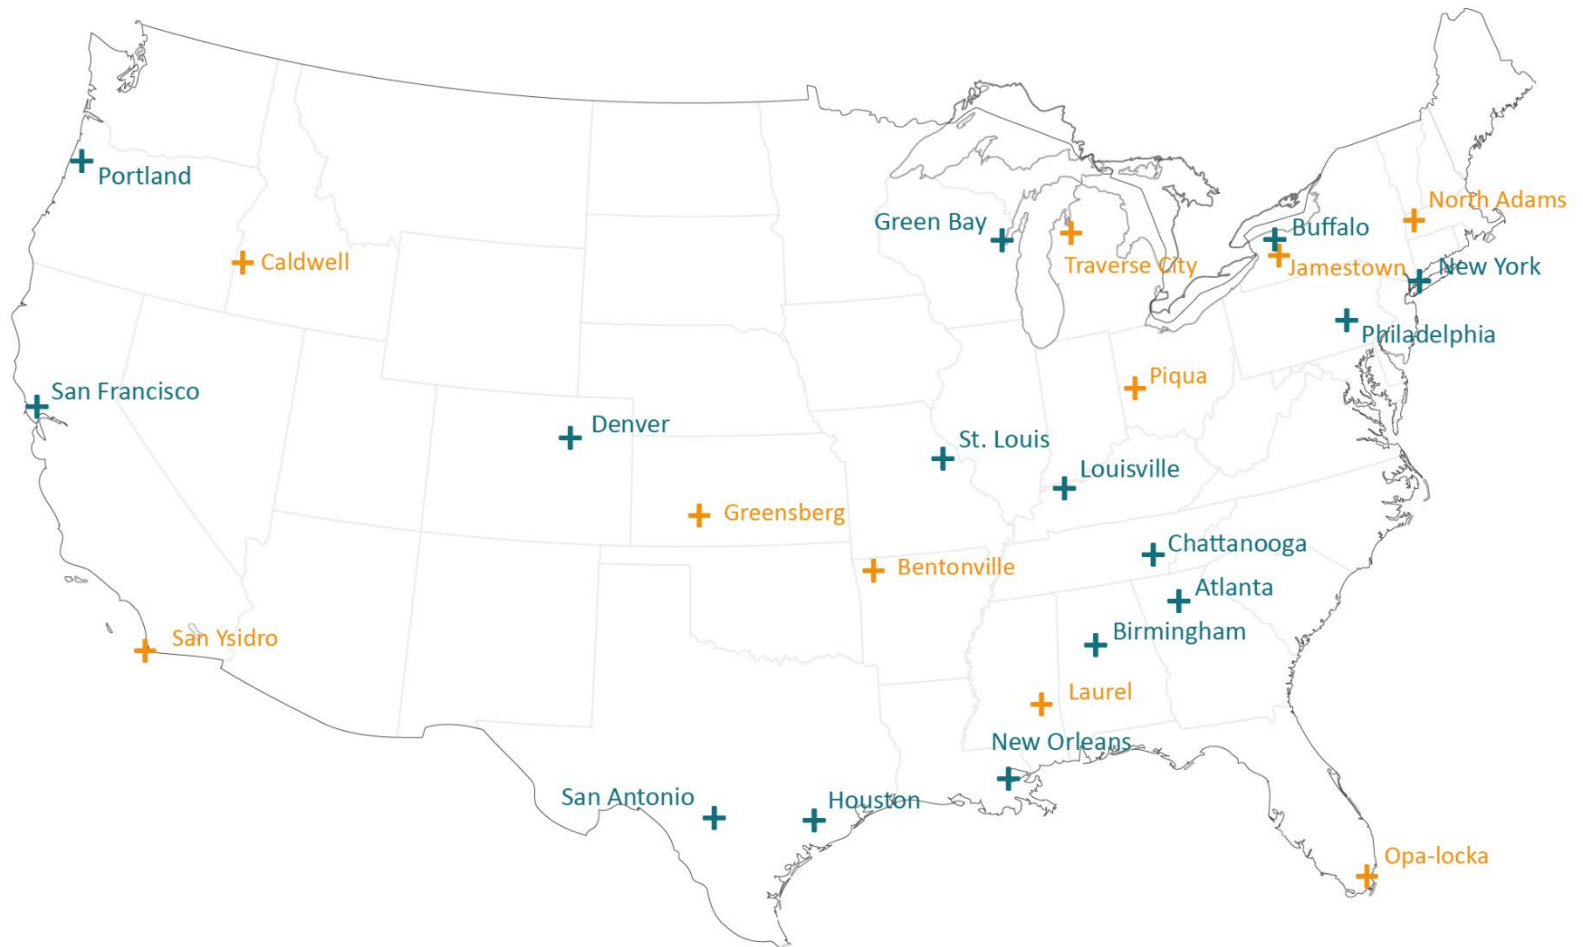 Portland
North Adams
Green Bay
Buffalo
Caldwell
Traverse City
Jamestown
New York
Philadelphia
Piqua
San Francisco
Denver
St. Louis
Louisville
Greensberg
Chattanooga
Bentonville
Atlanta
Birmingham
San Ysidro
Laurel
New Orleans
San Antonio
Houston
Opa-locka